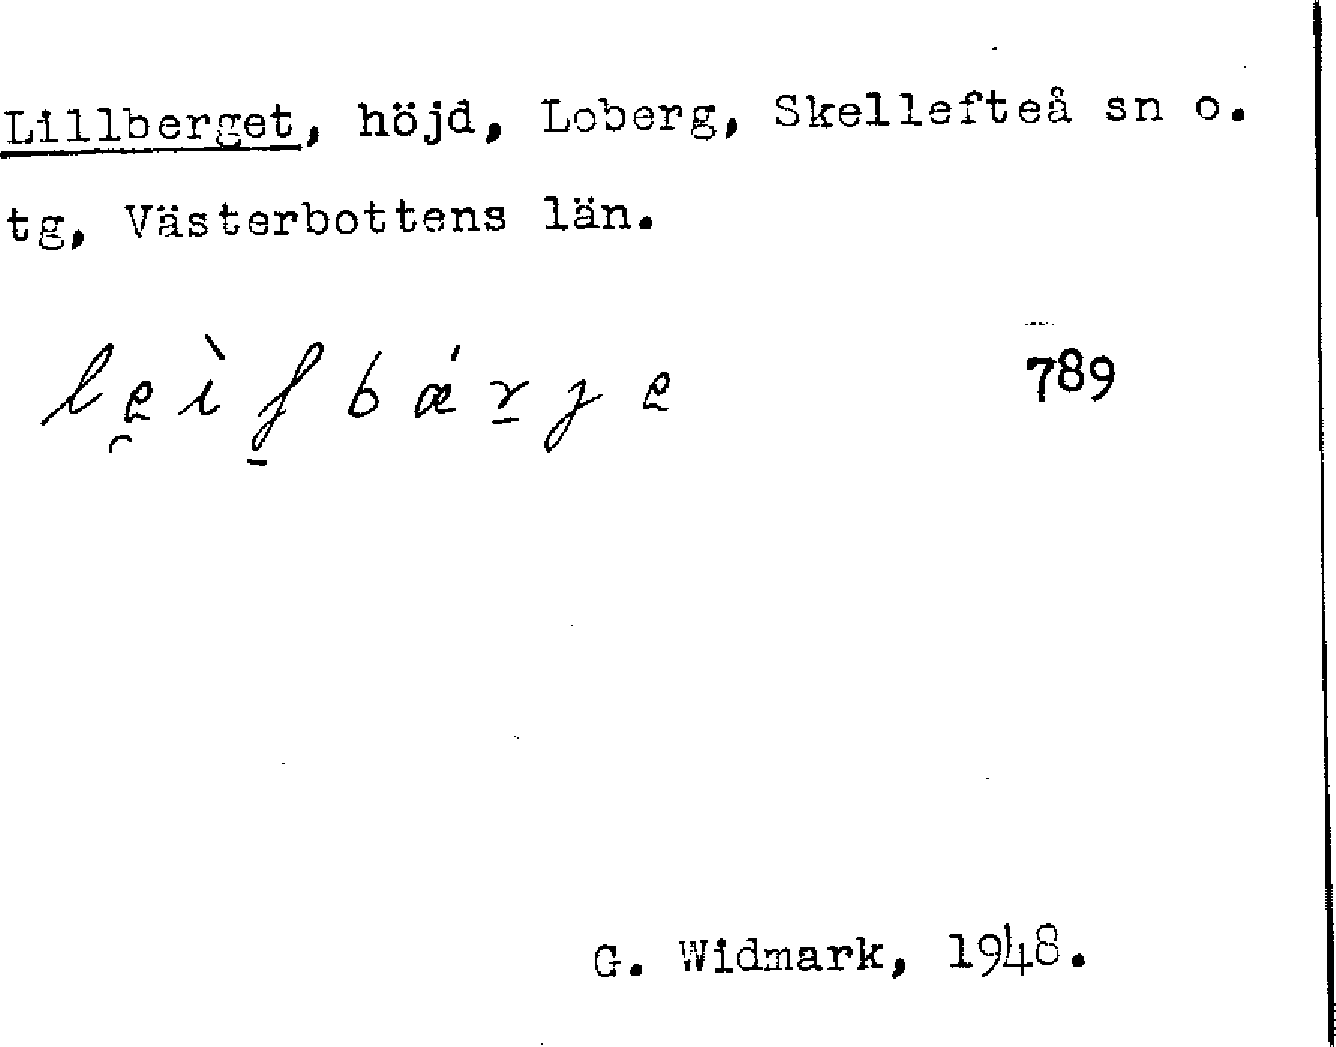 Lillberget, höjd, Loberg, Skellefteå sn o.
tg, Västerbottens län.
789
G. Widmark, 1948.